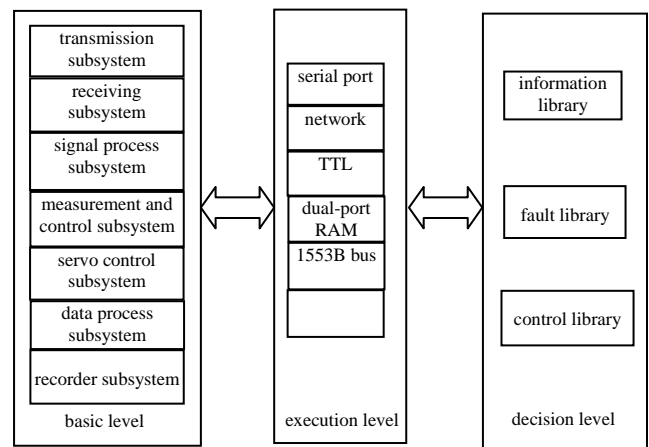 transmission
subsystem
receiving
subsystem
signal process
subsystem
measurement and
control subsystem
servo control
subsystem
data process
subsystem
recorder subsystem
basic level
serial port
network
TTL
dual-port
RAM
1553B bus
execution level
information
library
fault library
control library
decision level